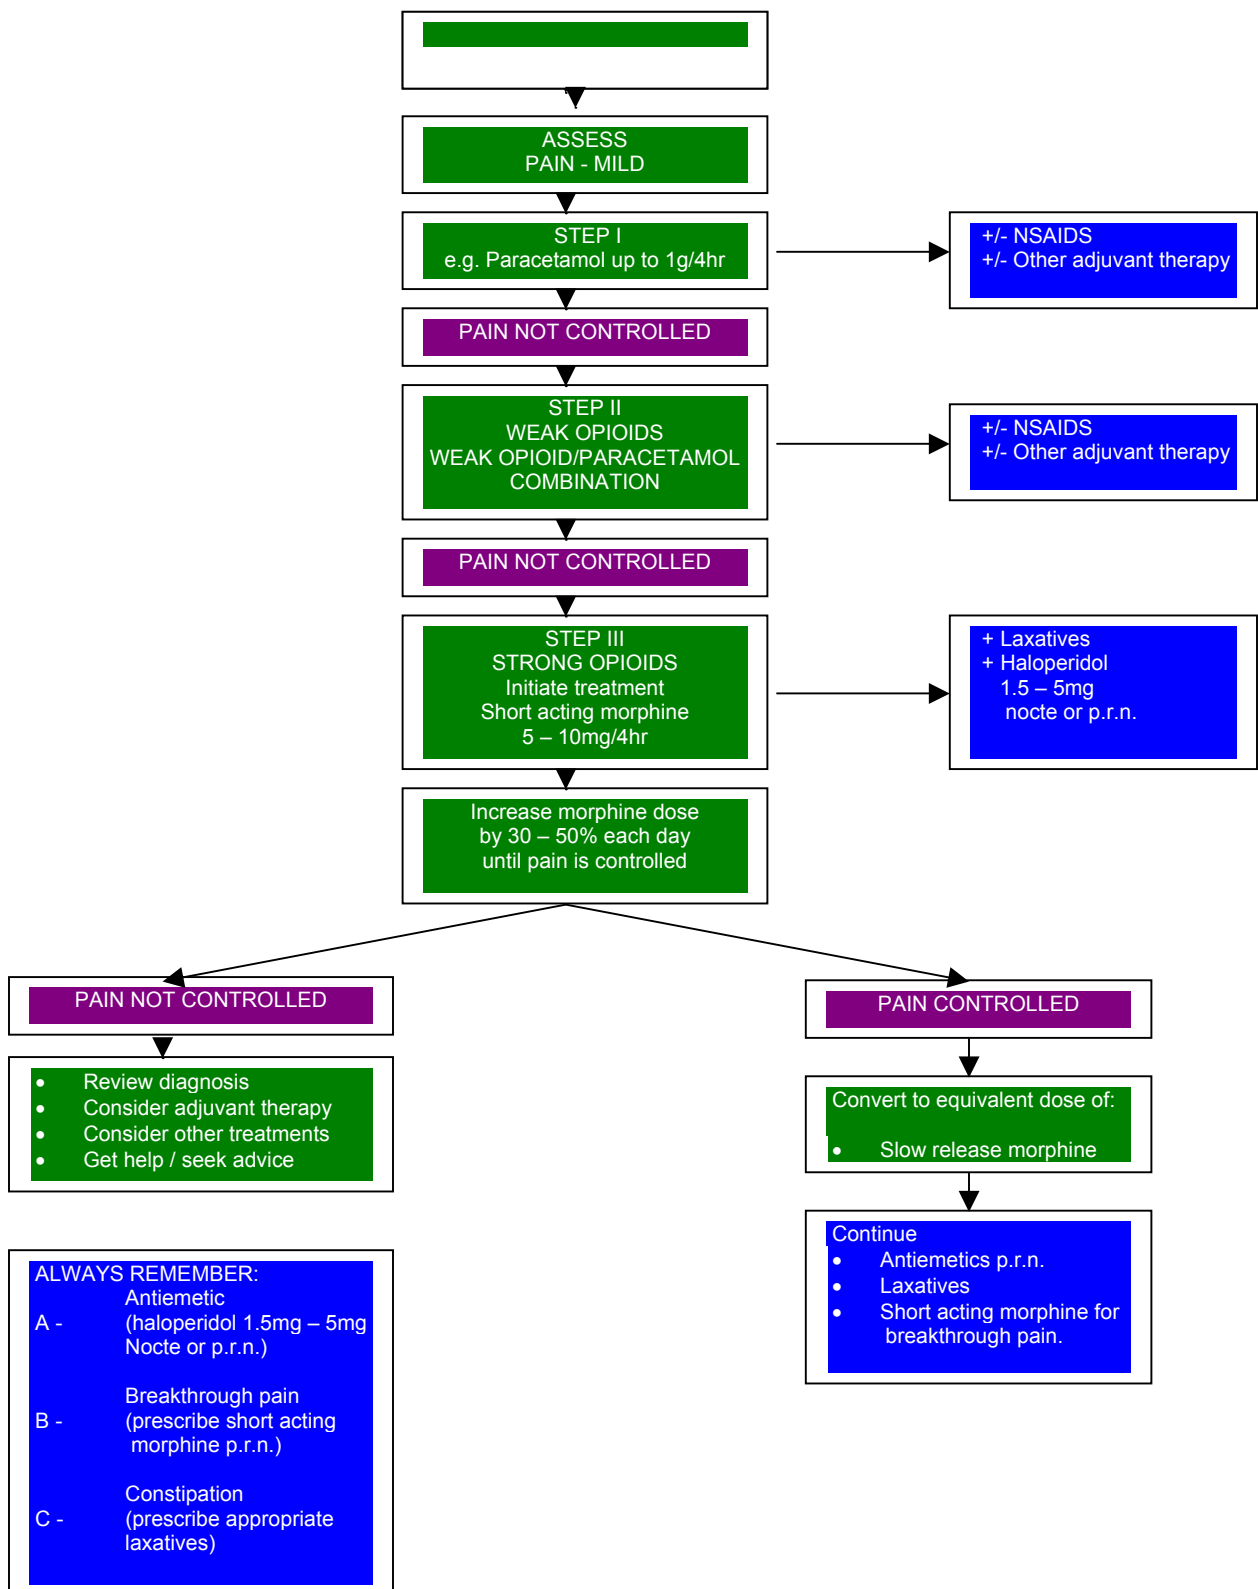 ASSESS
PAIN - MILD
STEP I
e.g. Paracetamol up to 1g/4hr
+/- NSAIDS
+/- Other adjuvant therapy
PAIN NOT CONTROLLED
STEP II
WEAK OPIOIDS
WEAK OPIOID/PARACETAMOL
COMBINATION
+/- NSAIDS
+/- Other adjuvant therapy
PAIN NOT CONTROLLED
STEP III
STRONG OPIOIDS
Initiate treatment
Short acting morphine
5 – 10mg/4hr
+ Laxatives
+ Haloperidol
1.5 – 5mg
nocte or p.r.n.
Increase morphine dose
by 30 – 50% each day
until pain is controlled
PAIN NOT CONTROLLED
• Review diagnosis
• Consider adjuvant therapy
• Consider other treatments
• Get help / seek advice
PAIN CONTROLLED
Convert to equivalent dose of:
• Slow release morphine
Continue
• Antiemetics p.r.n.
• Laxatives
• Short acting morphine for
breakthrough pain.
ALWAYS REMEMBER:
Antiemetic
A - (haloperidol 1.5mg – 5mg
Nocte or p.r.n.)
Breakthrough pain
B - (prescribe short acting
morphine p.r.n.)
Constipation
C - (prescribe appropriate
laxatives)